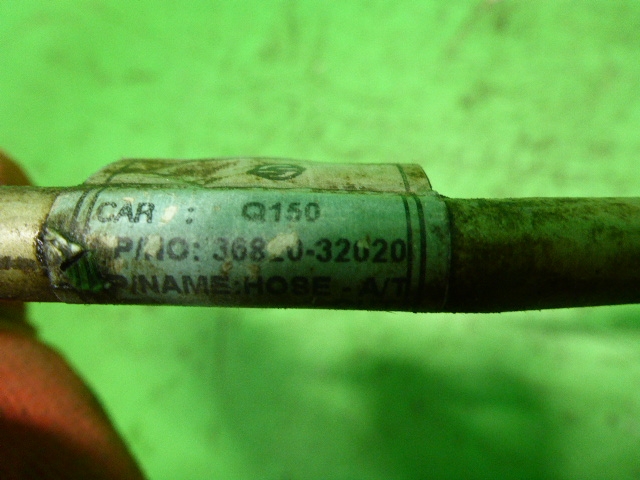 CAR : Q150
P/NO: 36820-32020
P/NAME: HOSE - A/T